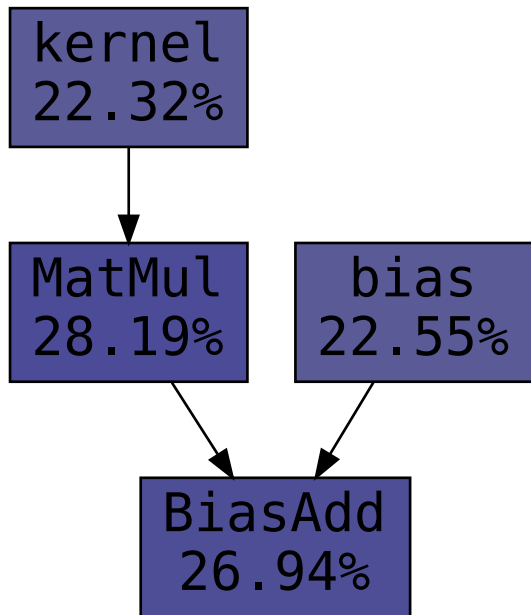 kernel
22.32%
MatMul
28.19%
bias
22.55%
BiasAdd
26.94%